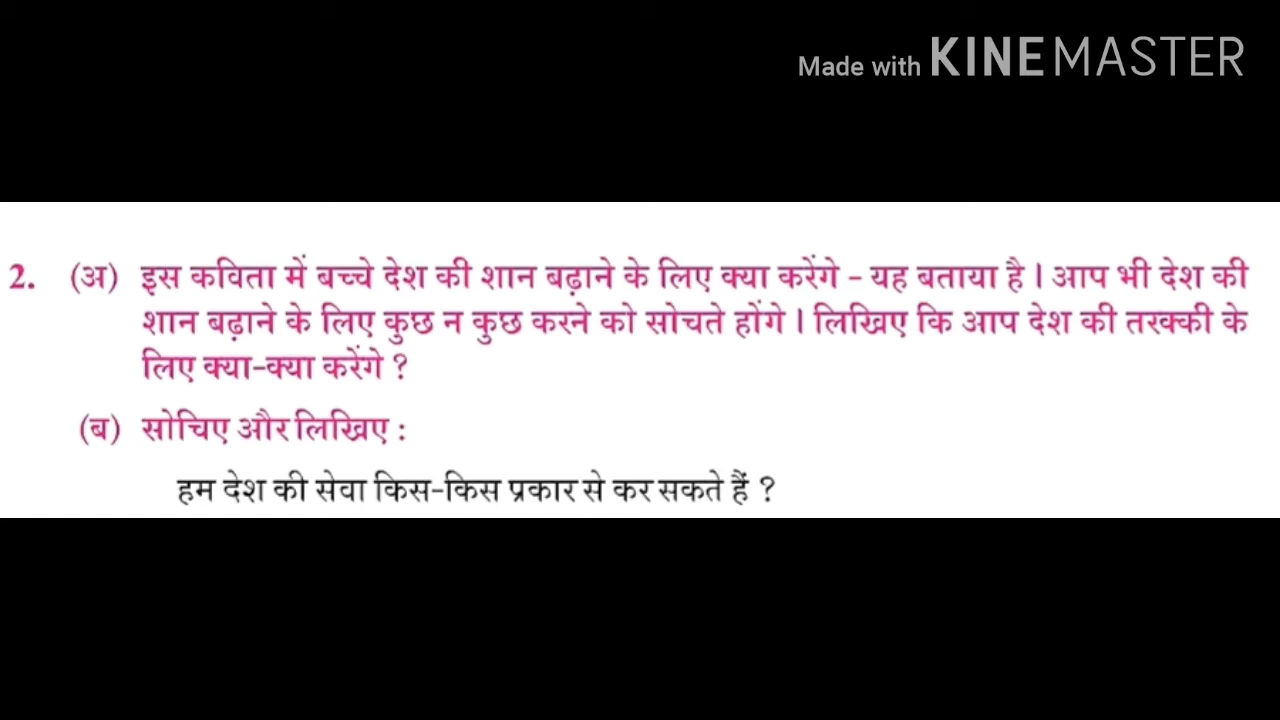 Made with KINEMASTER
2. (अ) इस कविता में बच्चे देश की शान बढ़ाने के लिए क्या करेंगे - यह बताया है । आप भी देश की
शान बढ़ाने के लिए कुछ न कुछ करने को सोचते होंगे । लिखिए कि आप देश की तरक्की के
लिए क्या-क्या करेंगे ?
(ब) सोचिए और लिखिए :
हम देश की सेवा किस-किस प्रकार से कर सकते हैं ?